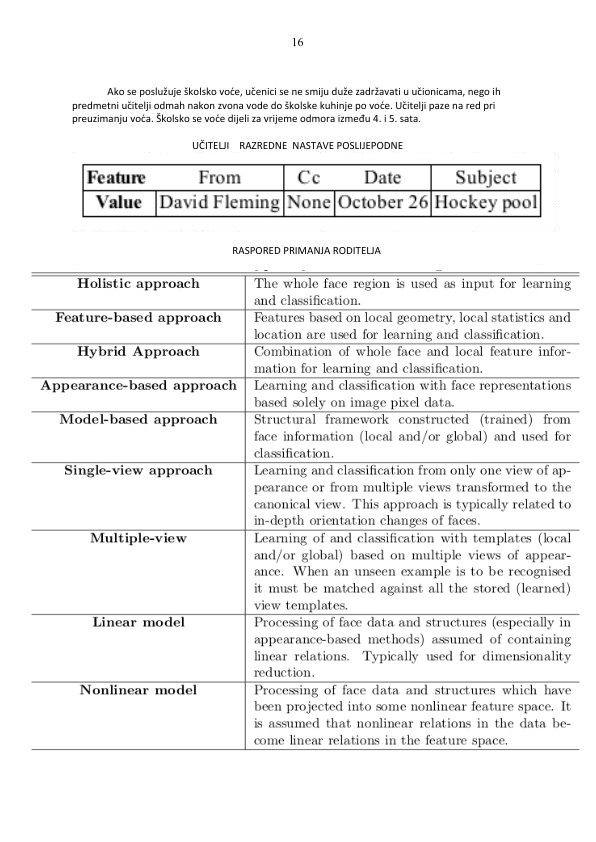 16
Ako se poslužuje školsko voće, učenici se ne smiju duže zadržavati u učionicama, nego ih
predmetni učitelji odmah nakon zvona vode do školske kuhinje po voće. Učitelji paze na red pri
preuzimanju voća. Školsko se voće dijeli za vrijeme odmora između 4. i 5. sata.
UČITELJI RAZREDNE NASTAVE POSLIJEPODNE
Feature From Cc Date Subject
Value David Fleming None October 26 Hockey pool
RASPORED PRIMANJA RODITELJA
Holistic approach The whole face region is used as input for learning
and classification.
Feature-based approach Features based on local geometry, local statistics and
location are used for learning and classification.
Hybrid Approach Combination of whole face and local feature infor-
mation for learning and classification.
Appearance-based approach Learning and classification with face representations
based solely on image pixel data.
Model-based approach Structural framework constructed (trained) from
face information (local and/or global) and used for
classification.
Single-view approach Learning and classification from only one view of ap-
pearance or from multiple views transformed to the
canonical view. This approach is typically related to
in-depth orientation changes of faces.
Multiple-view Learning of and classification with templates (local
and/or global) based on multiple views of appear-
ance. When an unseen example is to be recognised
it must be matched against all the stored (learned)
view templates.
Linear model Processing of face data and structures (especially in
appearance-based methods) assumed of containing
linear relations. Typically used for dimensionality
reduction.
Nonlinear model Processing of face data and structures which have
been projected into some nonlinear feature space. It
is assumed that nonlinear relations in the data be-
come linear relations in the feature space.